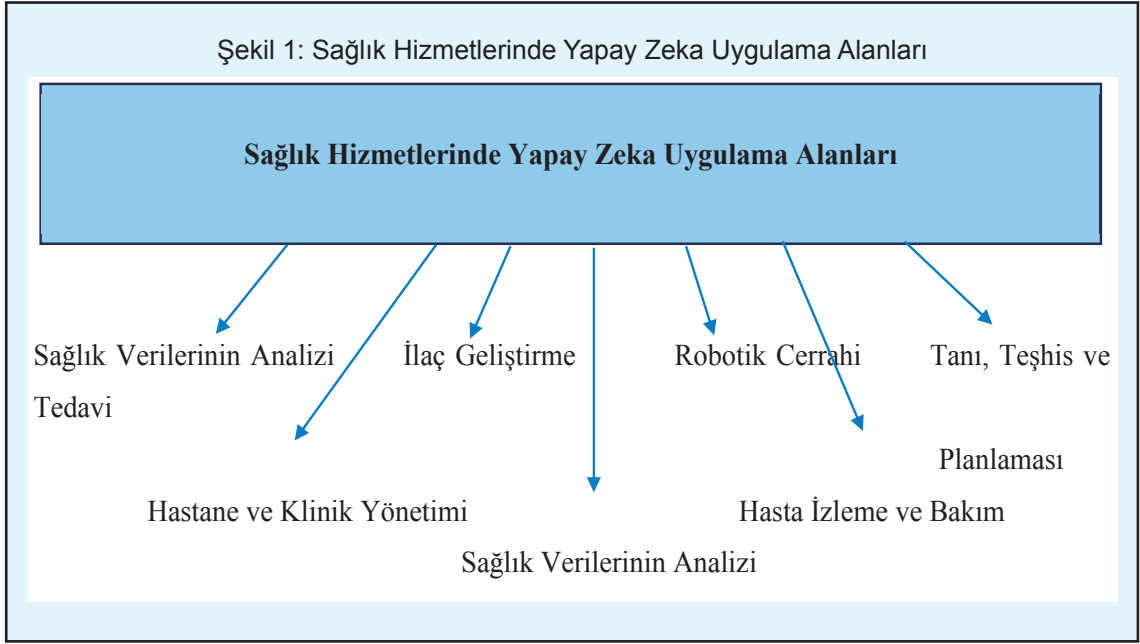 Şekil 1: Sağlık Hizmetlerinde Yapay Zeka Uygulama Alanları
Sağlık Hizmetlerinde Yapay Zeka Uygulama Alanları
Sağlık Verilerinin Analizi İlaç Geliştirme Robotik Cerrahi Tanı, Teşhis ve
Tedavi
Planlaması
Hastane ve Klinik Yönetimi Hasta İzleme ve Bakım
Sağlık Verilerinin Analizi